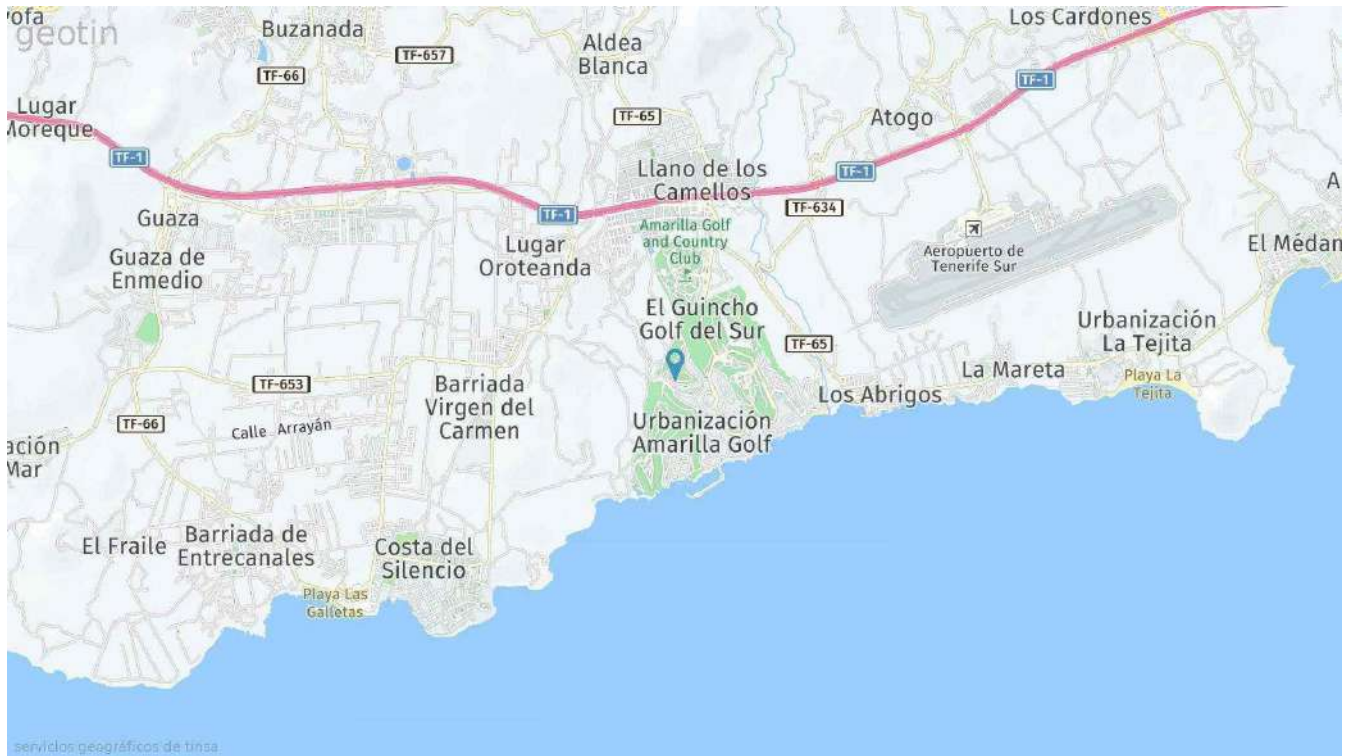 ofa
geotin
Buzanada
TF-657
TF-66
Aldea
Blanca
Los Cardones
TF-1
Lugar
Moreque
TF-65
Atogo
TF-1
Llano de los
Camellos
TF-1
TF-1
TF-634
Guaza
Amarilla Golf
and Country
Club
Aeropuerto de
Tenerife Sur
Lugar
Oroteanda
El Médan
A
Guaza de
Enmedio
El Guincho
Golf del Sur
Urbanización
La Tejita
TF-65
La Mareta
Playa La
Tejita
TF-653
Barriada
Virgen del
Carmen
Los Abrigos
TF-66
Calle Arrayán
Urbanización
Amarilla Golf
ación
Mar
El Fraile
Barriada de
Entrecanales
Costa del
Silencio
Playa Las
Galletas
servicios geográficos de tinsa